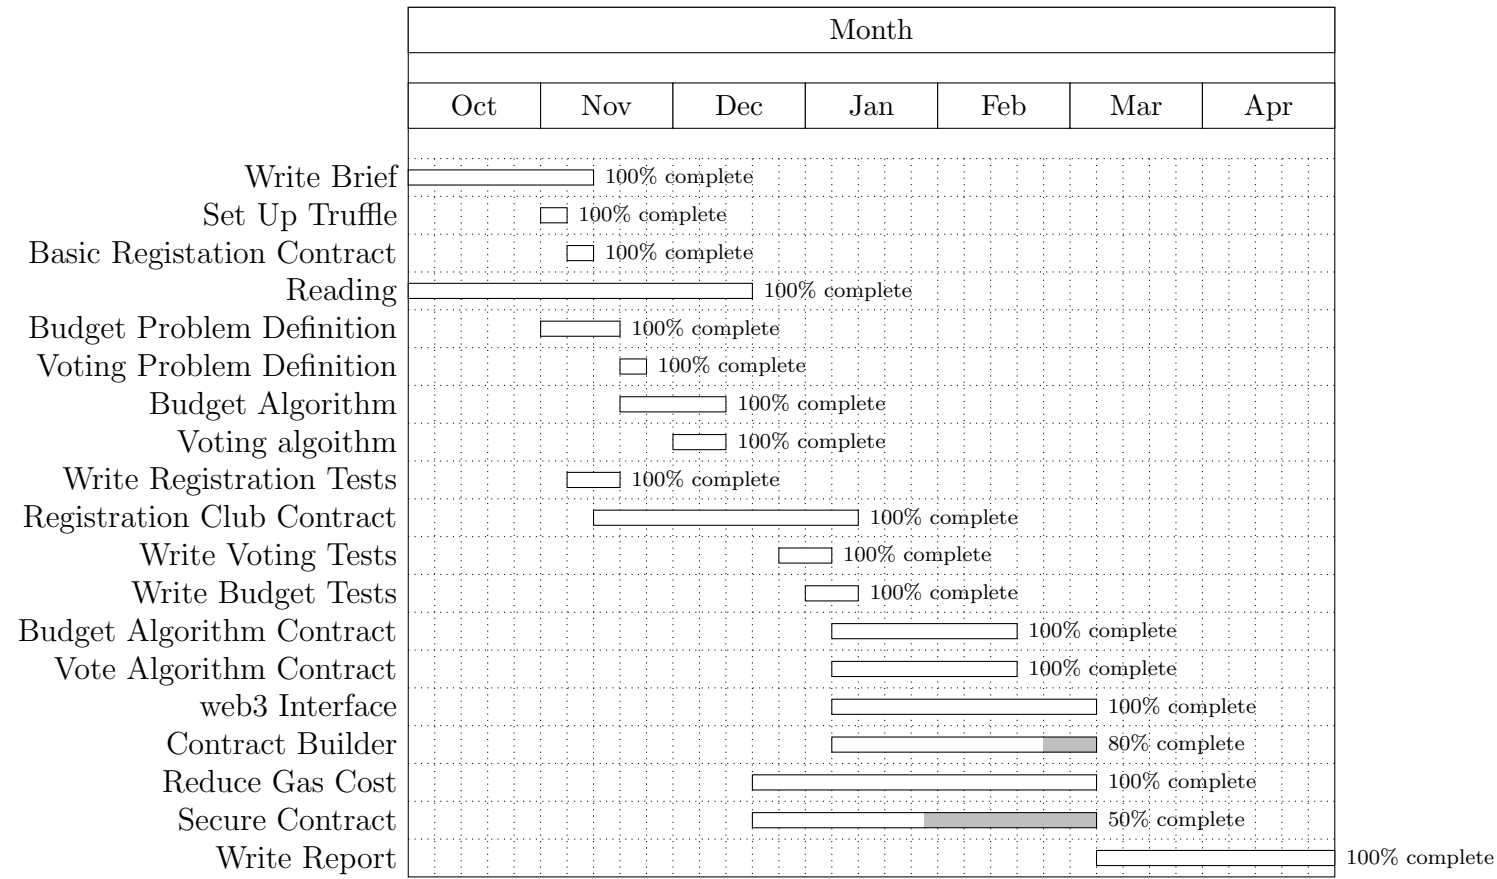 Month
Oct Nov Dec Jan Feb Mar Apr
Write Brief 100% complete
Set Up Truffle 100% complete
Basic Registation Contract 100% complete
Reading 100% complete
Budget Problem Definition 100% complete
Voting Problem Definition 100% complete
Budget Algorithm 100% complete
Voting algoithm 100% complete
Write Registration Tests 100% complete
Registration Club Contract 100% complete
Write Voting Tests 100% complete
Write Budget Tests 100% complete
Budget Algorithm Contract 100% complete
Vote Algorithm Contract 100% complete
web3 Interface 100% complete
Contract Builder 80% complete
Reduce Gas Cost 100% complete
Secure Contract 50% complete
Write Report 100% complete